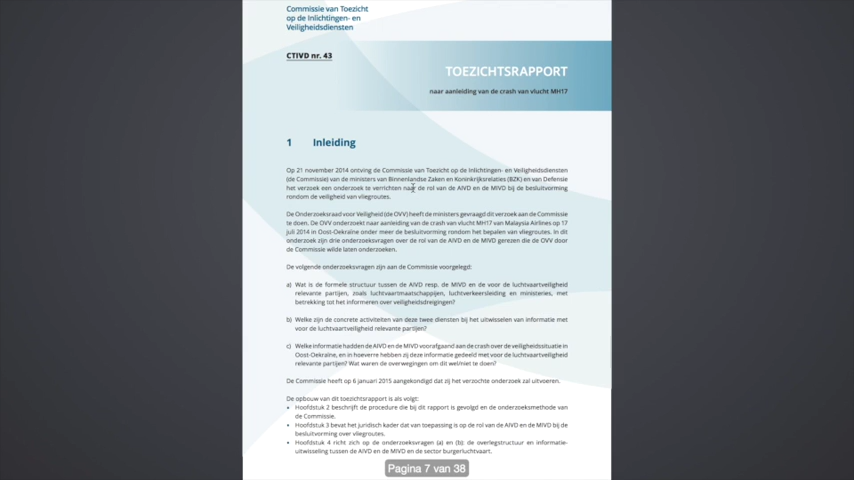 Commissie van Toezicht
op de Inlichtingen- en
Veiligheidsdiensten
CTIVD nr. 43
TOEZICHTSRAPPORT
naar aanleiding van de crash van vlucht MH17
1 Inleiding
Op 21 november 2014 ontving de Commissie van Toezicht op de Inlichtingen- en Veiligheidsdiensten
(de Commissie) van de ministers van Binnenlandse Zaken en Koninkrijksrelaties (BZK) en van Defensie
het verzoek een onderzoek te verrichten naar de rol van de AIVD en de MIVD bij de besluitvorming
rondom de veiligheid van vliegroutes.
De Onderzoeksraad voor Veiligheid (de OVV) heeft de ministers gevraagd dit verzoek aan de Commissie
te doen. De OVV onderzoekt naar aanleiding van de crash van vlucht MH17 van Malaysia Airlines op 17
juli 2014 in Oost-Oekraïne onder meer de besluitvorming rondom het bepalen van vliegroutes. In dit
onderzoek zijn drie onderzoeksvragen over de rol van de AIVD en de MIVD gerezen die de OVV door
de Commissie wilde laten onderzoeken.
De volgende onderzoeksvragen zijn aan de Commissie voorgelegd:
a) Wat is de formele structuur tussen de AIVD resp. de MIVD en de voor de luchtvaartveiligheid
relevante partijen, zoals luchtvaartmaatschappijen, luchtverkeersleiding en ministeries, met
betrekking tot het informeren over veiligheidsdreigingen?
b) Welke zijn de concrete activiteiten van deze twee diensten bij het uitwisselen van informatie met
voor de luchtvaartveiligheid relevante partijen?
c) Welke informatie hadden de AIVD en de MIVD voorafgaand aan de crash over de veiligheidssituatie in
Oost-Oekraïne, en in hoeverre hebben zij deze informatie gedeeld met voor de luchtvaartveiligheid
relevante partijen? Wat waren de overwegingen om dit wel/niet te doen?
De Commissie heeft op 6 januari 2015 aangekondigd dat zij het verzochte onderzoek zal uitvoeren.
De opbouw van dit toezichtsrapport is als volgt:
• Hoofdstuk 2 beschrijft de procedure die bij dit rapport is gevolgd en de onderzoeksmethode van
de Commissie.
• Hoofdstuk 3 bevat het juridisch kader dat van toepassing is op de rol van de AIVD en de MIVD bij de
besluitvorming over vliegroutes.
• Hoofdstuk 4 richt zich op de onderzoeksvragen (a) en (b): de overlegstructuur en informatie-
uitwisseling tussen de AIVD en de MIVD en de sector burgerluchtvaart.
Pagina 7 van 38